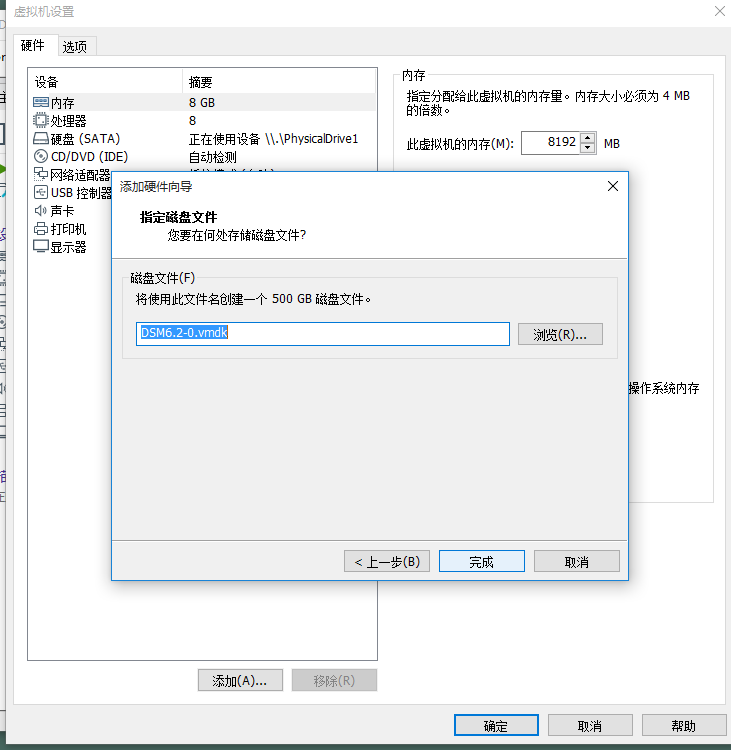 虚拟机设置
硬件 选项
设备 摘要
内存 8 GB
处理器 8
硬盘 (SATA) 正在使用设备 \\.\PhysicalDrive1
CD/DVD (IDE) 自动检测
网络适配器
USB 控制器
声卡
打印机
显示器
内存
指定分配给此虚拟机的内存量。内存大小必须为 4 MB
的倍数。
此虚拟机的内存(M): 8192 MB
操作系统内存
添加硬件向导
指定磁盘文件
您要在何处存储磁盘文件?
磁盘文件(F)
将使用此文件名创建一个 500 GB 磁盘文件。
DSM6.2-0.vmdk 浏览(R)...
< 上一步(B) 完成 取消
添加(A)... 移除(R)
确定 取消 帮助